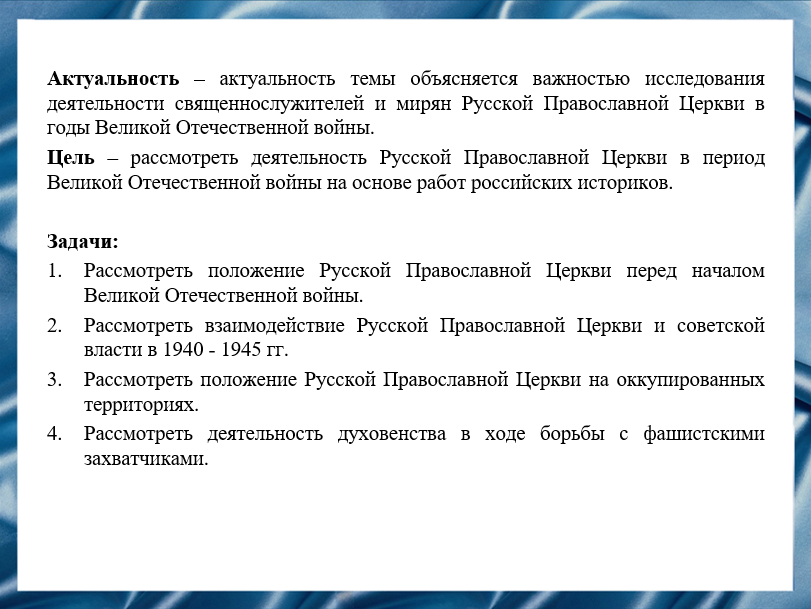 Актуальность – актуальность темы объясняется важностью исследования
деятельности священнослужителей и мирян Русской Православной Церкви в
годы Великой Отечественной войны.
Цель – рассмотреть деятельность Русской Православной Церкви в период
Великой Отечественной войны на основе работ российских историков.
Задачи:
1. Рассмотреть положение Русской Православной Церкви перед началом
Великой Отечественной войны.
2. Рассмотреть взаимодействие Русской Православной Церкви и советской
власти в 1940 - 1945 гг.
3. Рассмотреть положение Русской Православной Церкви на оккупированных
территориях.
4. Рассмотреть деятельность духовенства в ходе борьбы с фашистскими
захватчиками.